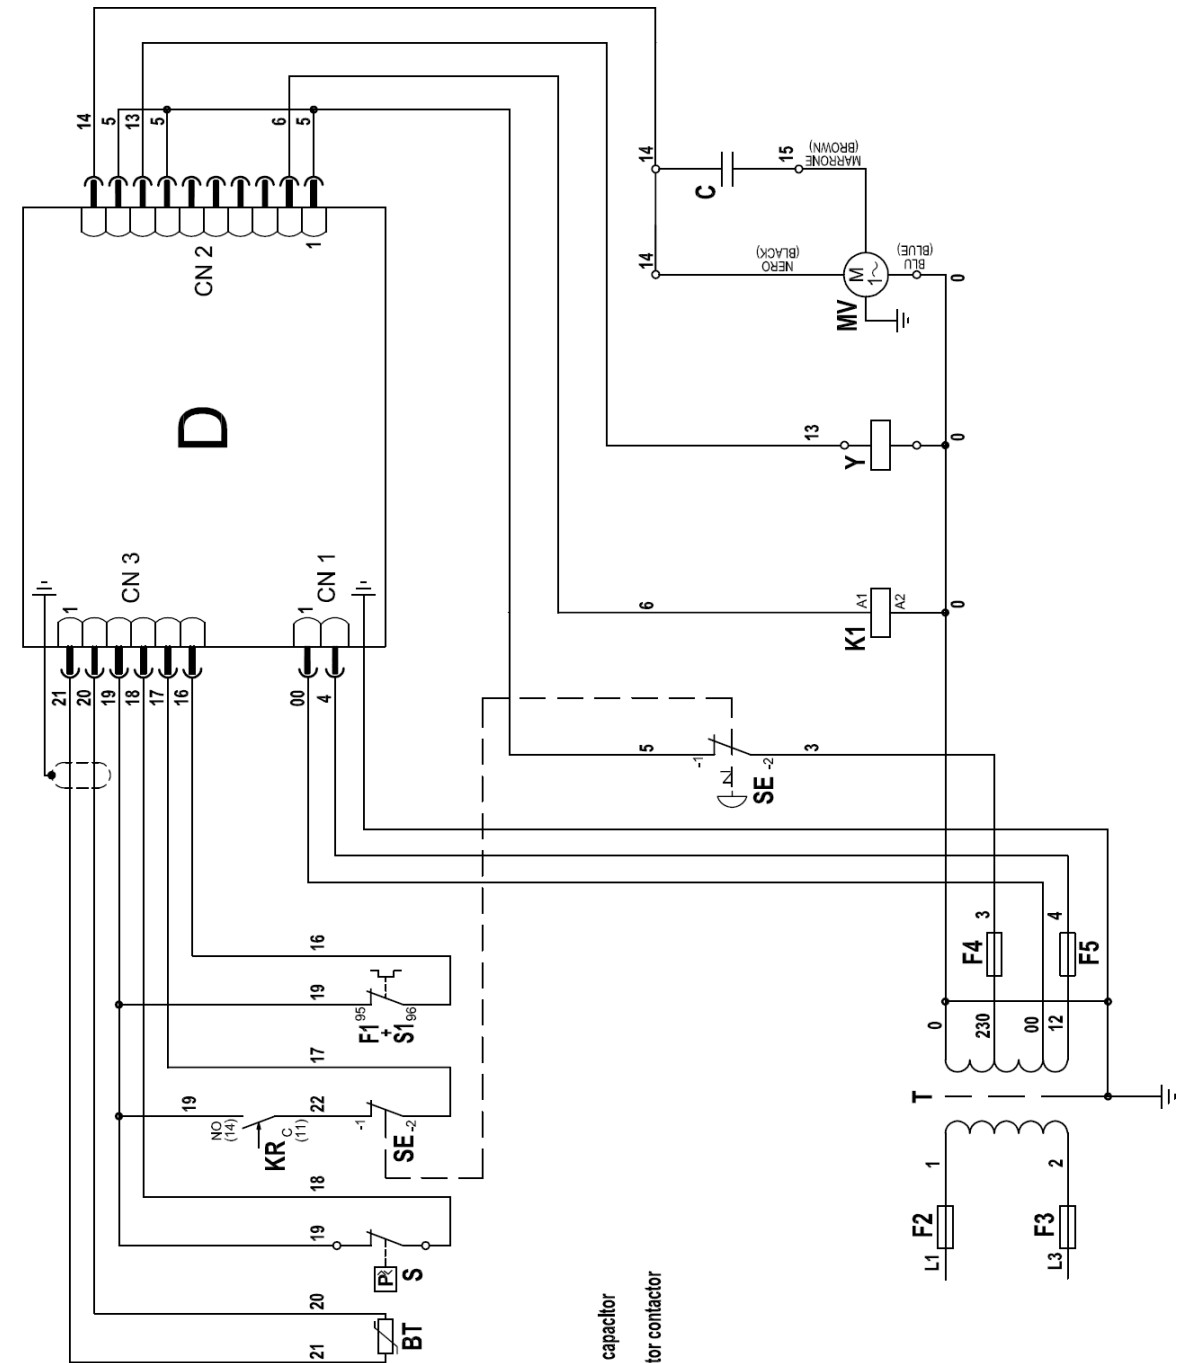 14
5
13
5
6
5
CN 2
1
D
CN 3
1
CN 1
1
21
20
19
18
17
16
00
4
14
C
15
MARRONE
(BROWN)
14
NERO
(BLACK)
M
1~
MV
BLU
(BLUE)
0
13
Y
0
6
A1
A2
K1
0
5
-1
SE
-2
3
16
19
95
F1
+
S1
96
17
19
NO
(14)
KR
C
(11)
22
-1
SE
-2
18
19
P
S
20
21
BT
F4
3
F5
4
0
230
00
12
T
1
2
F2
L1
F3
L3
capacitor
tor contactor